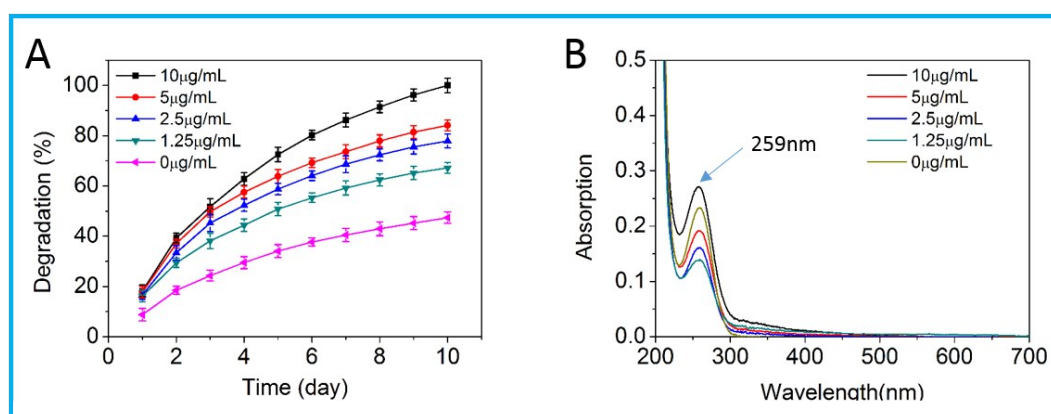 A
10μg/mL
5μg/mL
2.5μg/mL
1.25μg/mL
0μg/mL
Degradation (%)
100
80
60
40
20
0
0 2 4 6 8 10
Time (day)
B
10μg/mL
5μg/mL
2.5μg/mL
1.25μg/mL
0μg/mL
259nm
Absorption
0.5
0.4
0.3
0.2
0.1
0.0
200 300 400 500 600 700
Wavelength(nm)